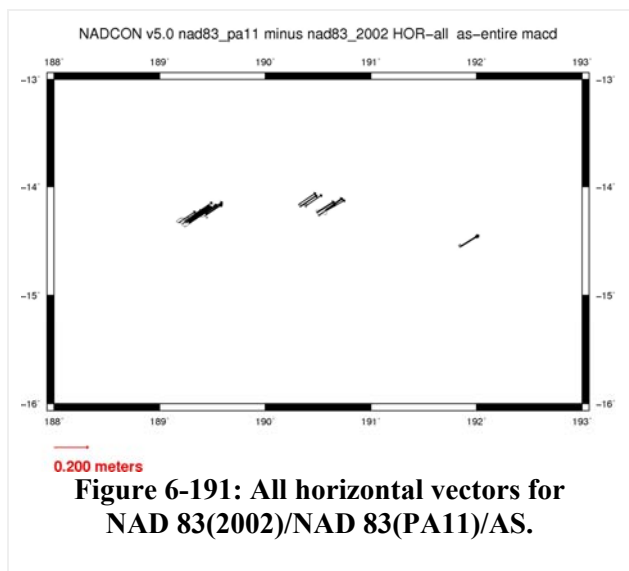 NADCON v5.0 nad83_pa11 minus nad83_2002 HOR-all as-entire macd
188˚ 189˚ 190˚ 191˚ 192˚ 193˚
-13˚ -13˚
-14˚ -14˚
-15˚ -15˚
-16˚ -16˚
188˚ 189˚ 190˚ 191˚ 192˚ 193˚
0.200 meters
Figure 6-191: All horizontal vectors for
NAD 83(2002)/NAD 83(PA11)/AS.